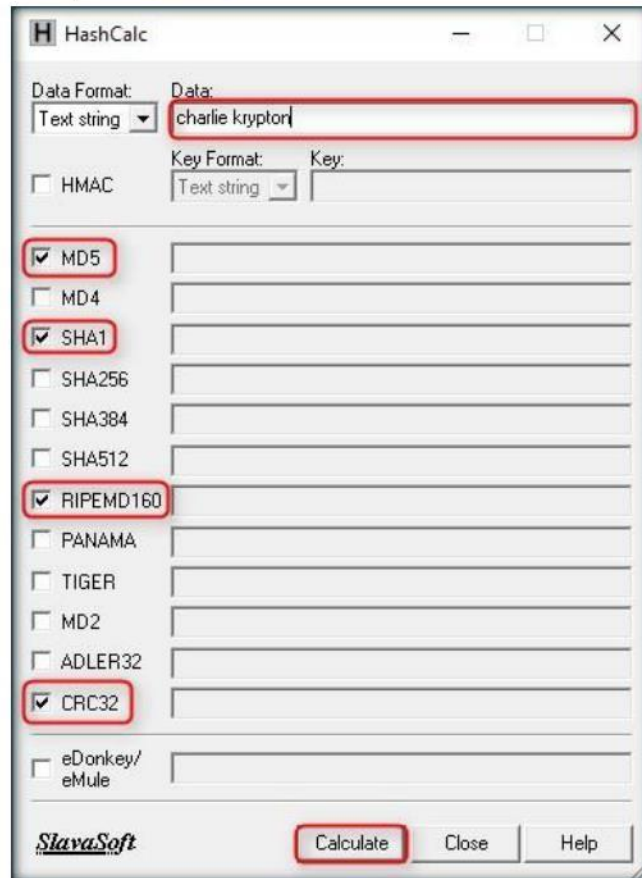 H HashCalc
Data Format: Data:
Text string charlie krypton
Key Format: Key:
HMAC Text string
MD5
MD4
SHA1
SHA256
SHA384
SHA512
RIPEMD160
PANAMA
TIGER
MD2
ADLER32
CRC32
eDonkey/
eMule
SlavaSoft Calculate Close Help